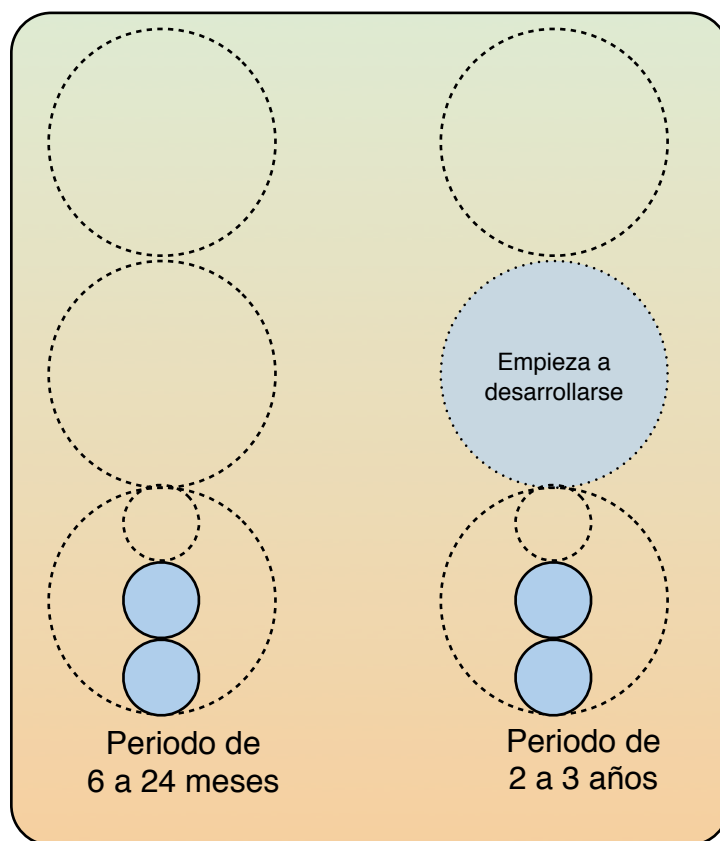 Empieza a
desarrollarse
Periodo de
6 a 24 meses
Periodo de
2 a 3 años